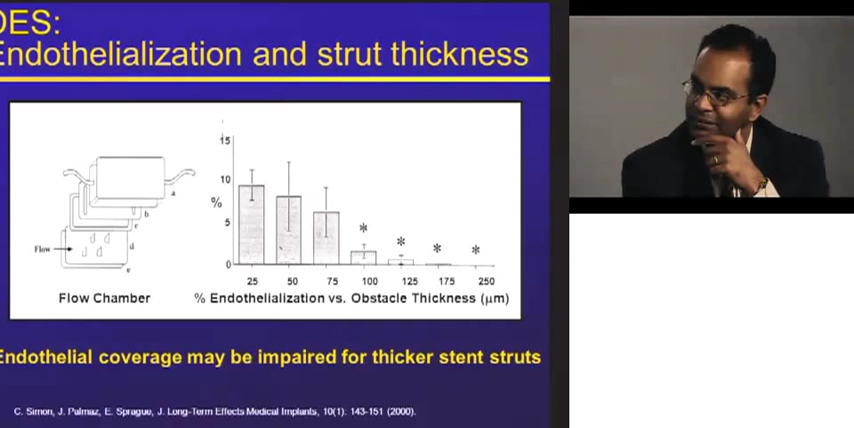 DES:
Endothelialization and strut thickness
15
10
%
5
0
* * * *
25 50 75 100 125 175 250
a
b
c
Flow
d
e
Flow Chamber
% Endothelialization vs. Obstacle Thickness (μm)
Endothelial coverage may be impaired for thicker stent struts
C. Simon, J. Palmaz, E. Sprague, J. Long-Term Effects Medical Implants, 10(1): 143-151 (2000).